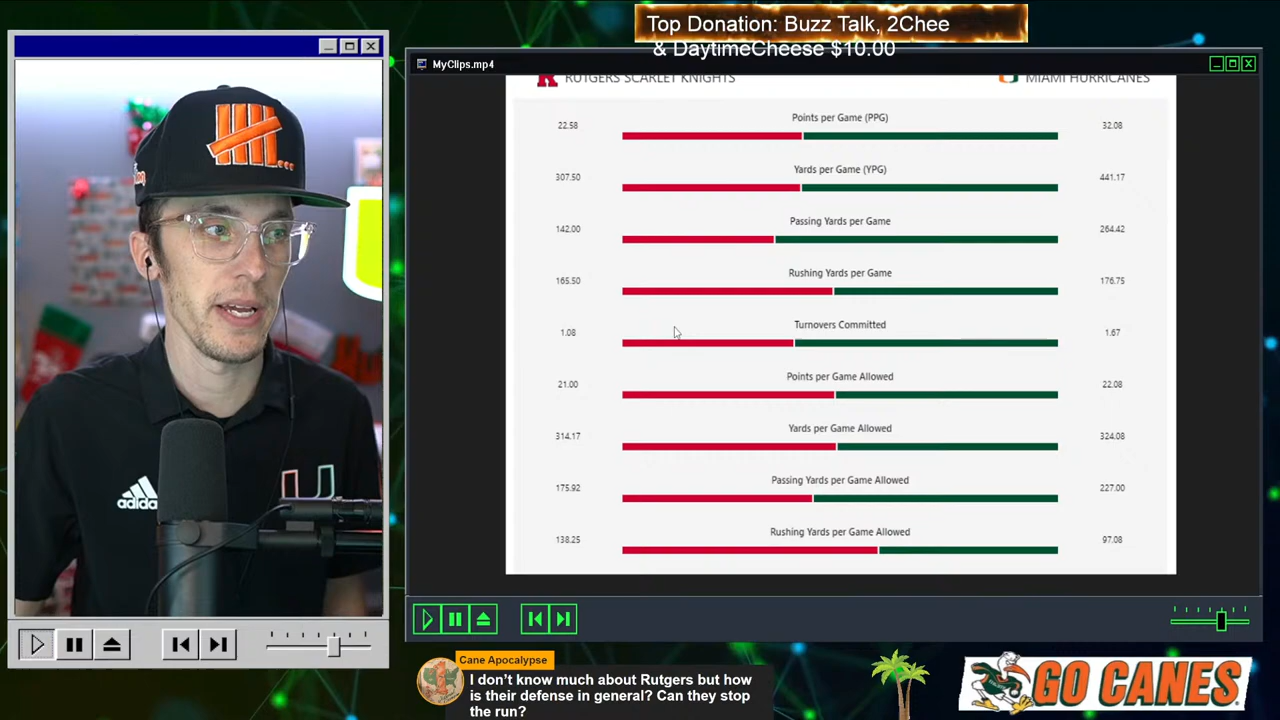 Top Donation: Buzz Talk, 2Chee
& DaytimeCheese $10.00
MyClips.mp4
RUTGERS SCARLET KNIGHTS
MIAMI HURRICANES
Points per Game (PPG)
22.58
32.08
Yards per Game (YPG)
307.50
441.17
Passing Yards per Game
142.00
264.42
Rushing Yards per Game
165.50
176.75
Turnovers Committed
1.08
1.67
Points per Game Allowed
21.00
22.08
Yards per Game Allowed
314.17
324.08
Passing Yards per Game Allowed
175.92
227.00
Rushing Yards per Game Allowed
138.25
97.08
adidas
Cane Apocalypse
I don't know much about Rutgers but how
is their defense in general? Can they stop
the run?
GO CANES